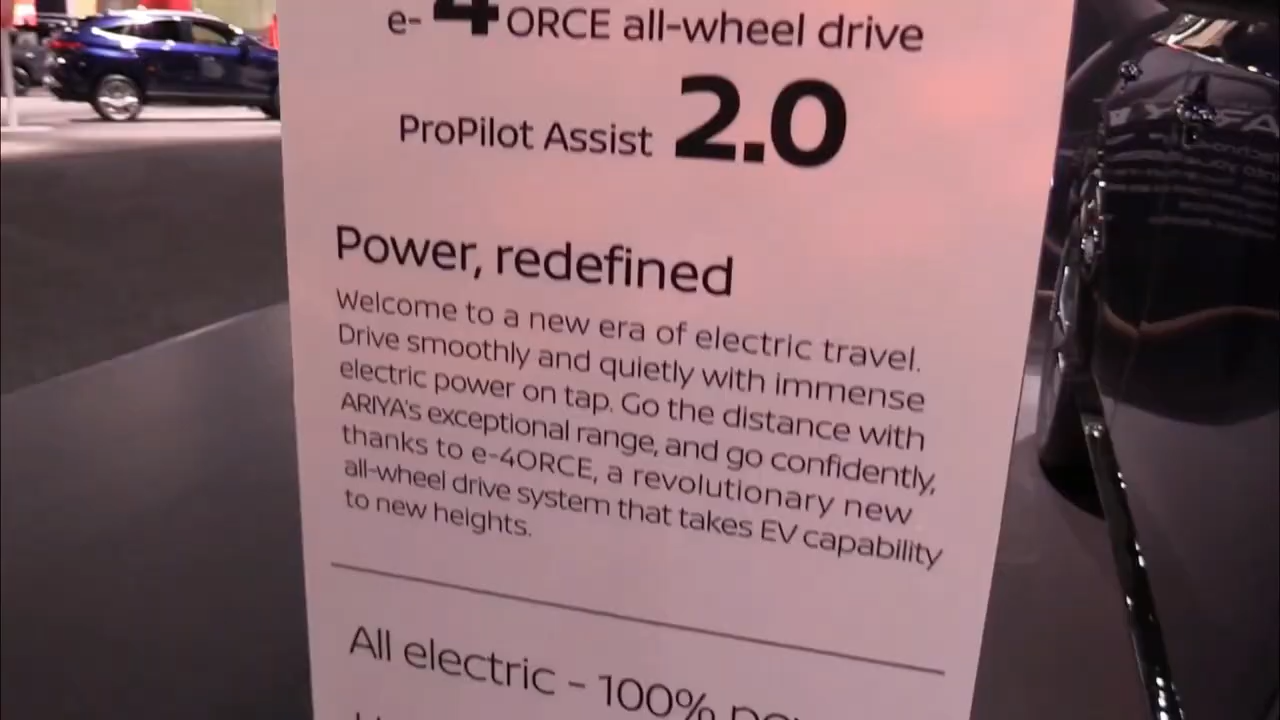 e-4ORCE all-wheel drive
ProPilot Assist 2.0
Power, redefined
Welcome to a new era of electric travel.
Drive smoothly and quietly with immense
electric power on tap. Go the distance with
ARIYA's exceptional range, and go confidently,
thanks to e-4ORCE, a revolutionary new
all-wheel drive system that takes EV capability
to new heights.
All electric – 100%